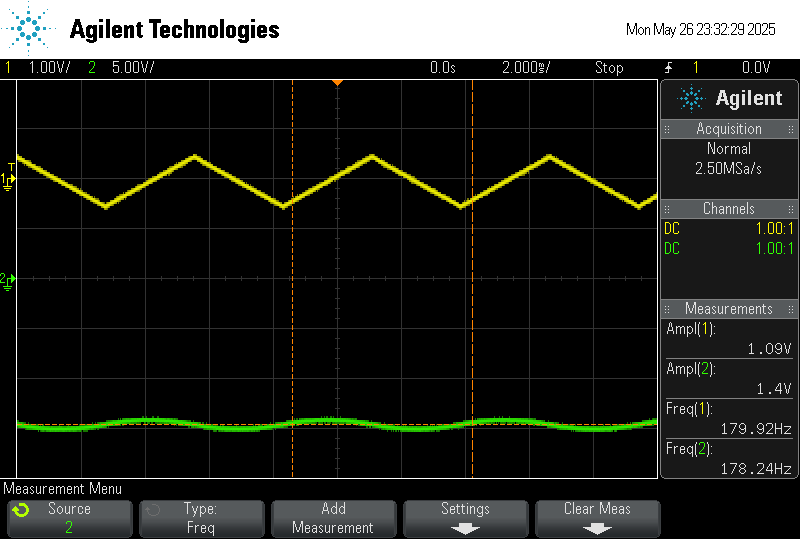 Agilent Technologies
Mon May 26 23:32:29 2025
1 1.00V/ 2 5.00V/ 0.0s 2.000ms/ Stop 1 0.0V
Agilent
Acquisition
Normal
2.50MSa/s
Channels
DC 1.00:1
DC 1.00:1
T
1
2
Measurements
Ampl(1):
1.09V
Ampl(2):
1.4V
Freq(1):
179.92Hz
Freq(2):
178.24Hz
Measurement Menu
Source
2
Type:
Freq
Add
Measurement
Settings
Clear Meas